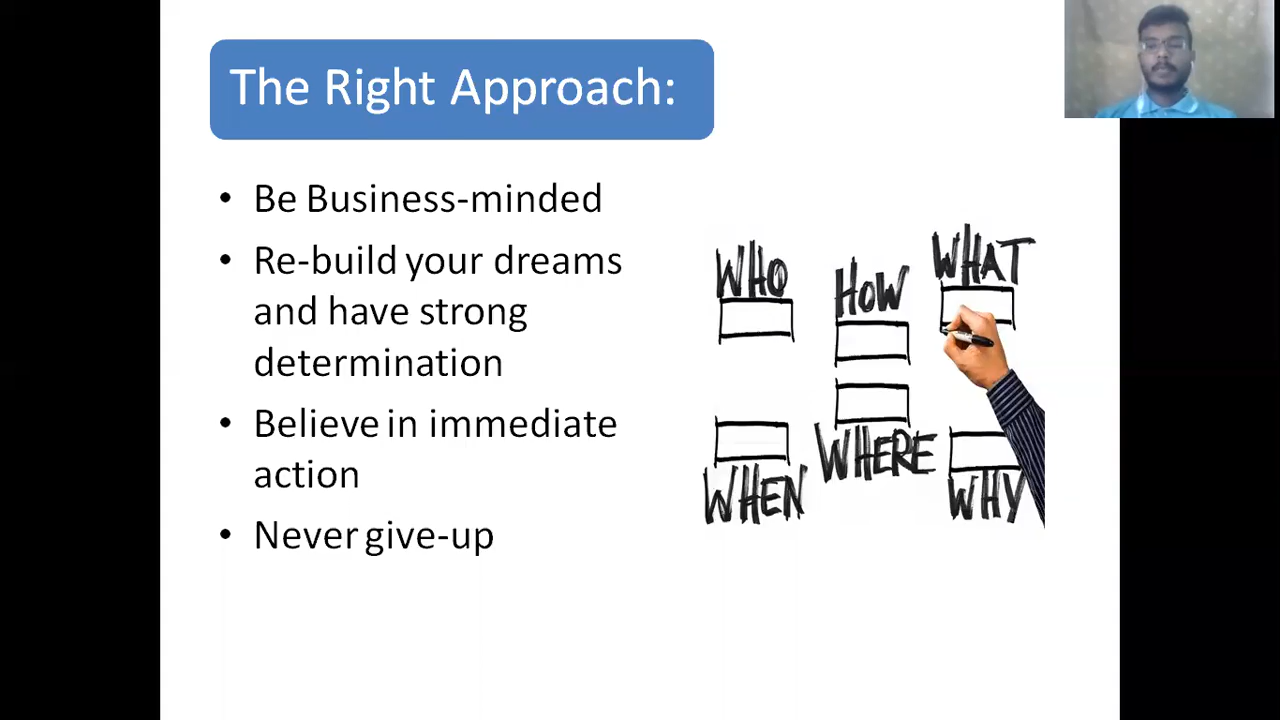 The Right Approach:
• Be Business-minded
• Re-build your dreams
and have strong
determination
• Believe in immediate
action
• Never give-up
WHO
HOW
WHAT
WHEN
WHERE
WHY